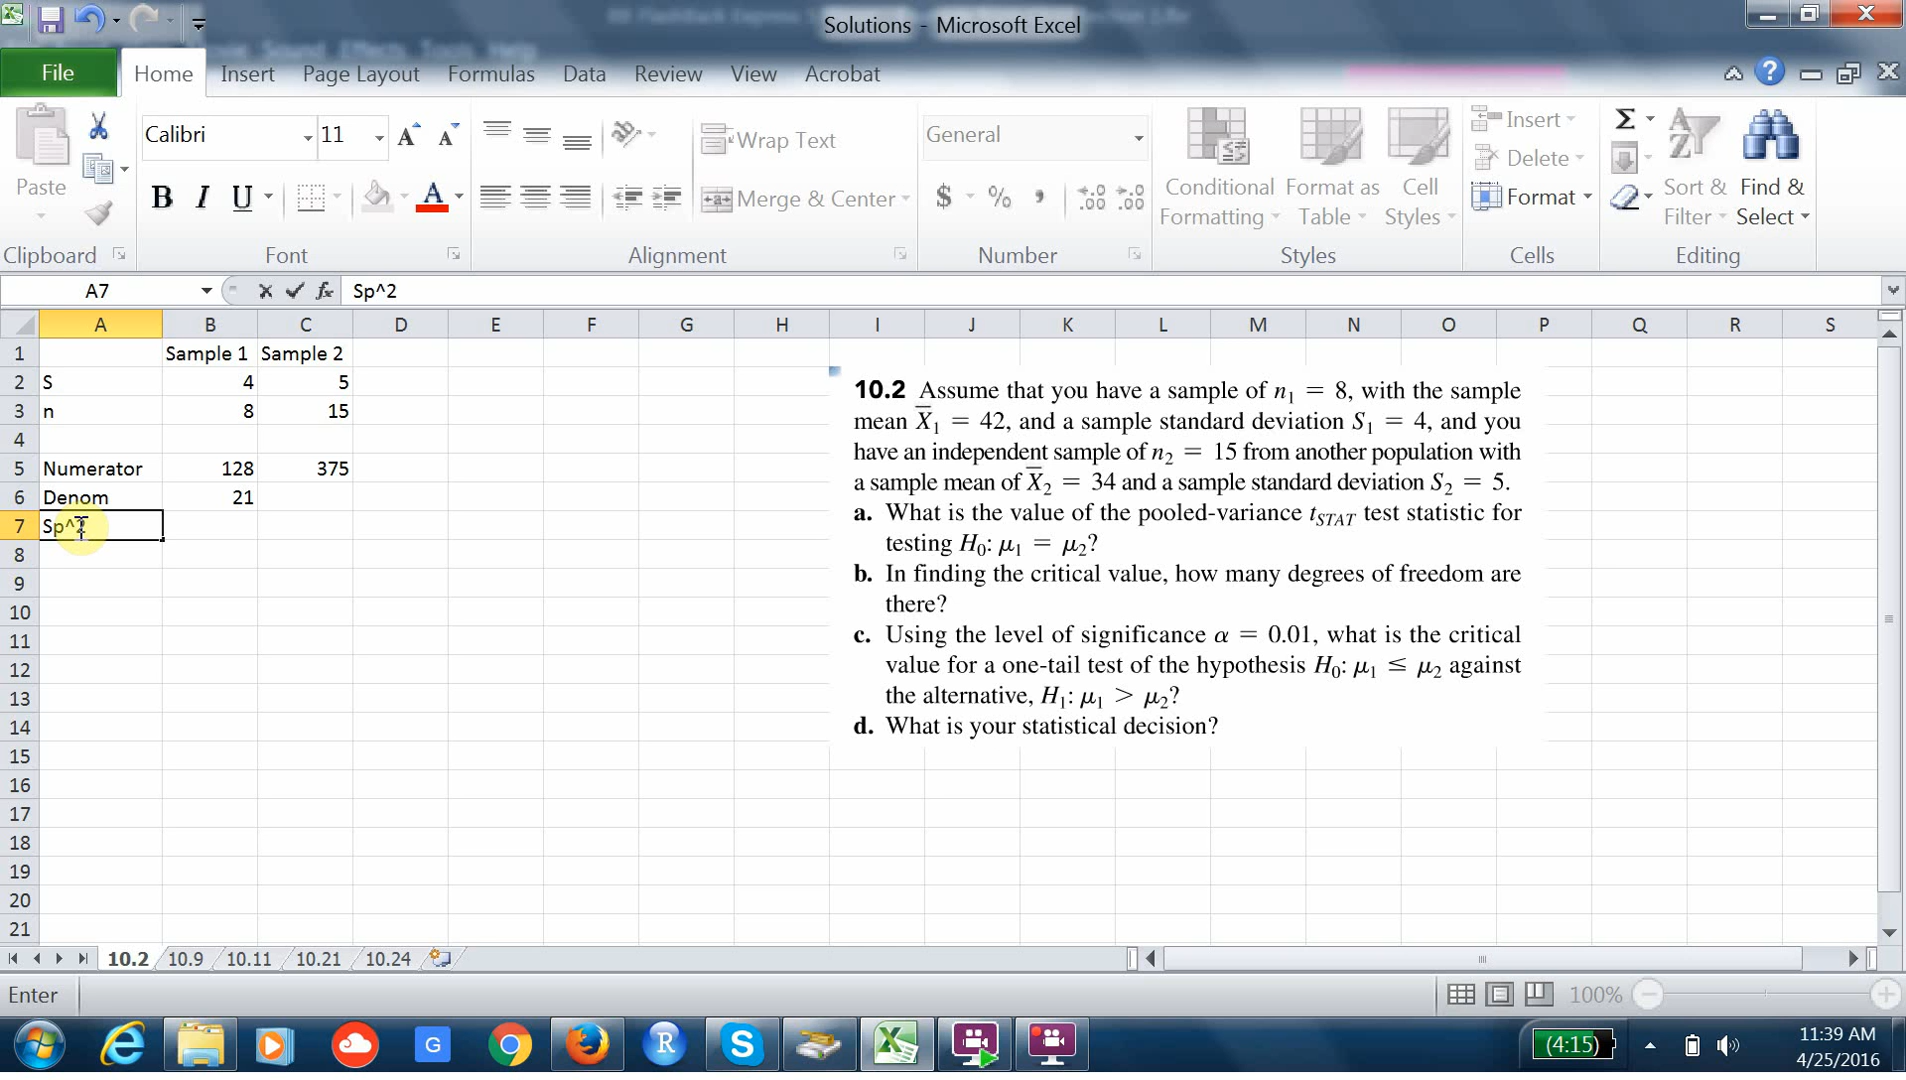 Solutions - Microsoft Excel
File Home Insert Page Layout Formulas Data Review View Acrobat
Paste
Calibri 11
Wrap Text
Merge & Center
General
Conditional Formatting
Format as Table
Cell Styles
Insert
Delete
Format
Sort & Filter
Find & Select
Clipboard Font Alignment Number Styles Cells Editing
A7 fx Sp^2
A B C D E F G H I J K L M N O P Q R S
1 Sample 1 Sample 2
2 S 4 5
3 n 8 15
4
5 Numerator 128 375
6 Denom 21
7 Sp^2
8
9
10
11
12
13
14
15
16
17
18
19
20
21
10.2 Assume that you have a sample of n₁ = 8, with the sample
mean X̄₁ = 42, and a sample standard deviation S₁ = 4, and you
have an independent sample of n₂ = 15 from another population with
a sample mean of X̄₂ = 34 and a sample standard deviation S₂ = 5.
a. What is the value of the pooled-variance tSTAT test statistic for
testing H₀: μ₁ = μ₂?
b. In finding the critical value, how many degrees of freedom are
there?
c. Using the level of significance α = 0.01, what is the critical
value for a one-tail test of the hypothesis H₀: μ₁ ≤ μ₂ against
the alternative, H₁: μ₁ > μ₂?
d. What is your statistical decision?
10.2 10.9 10.11 10.21 10.24
Enter 100%
(4:15) 11:39 AM
4/25/2016